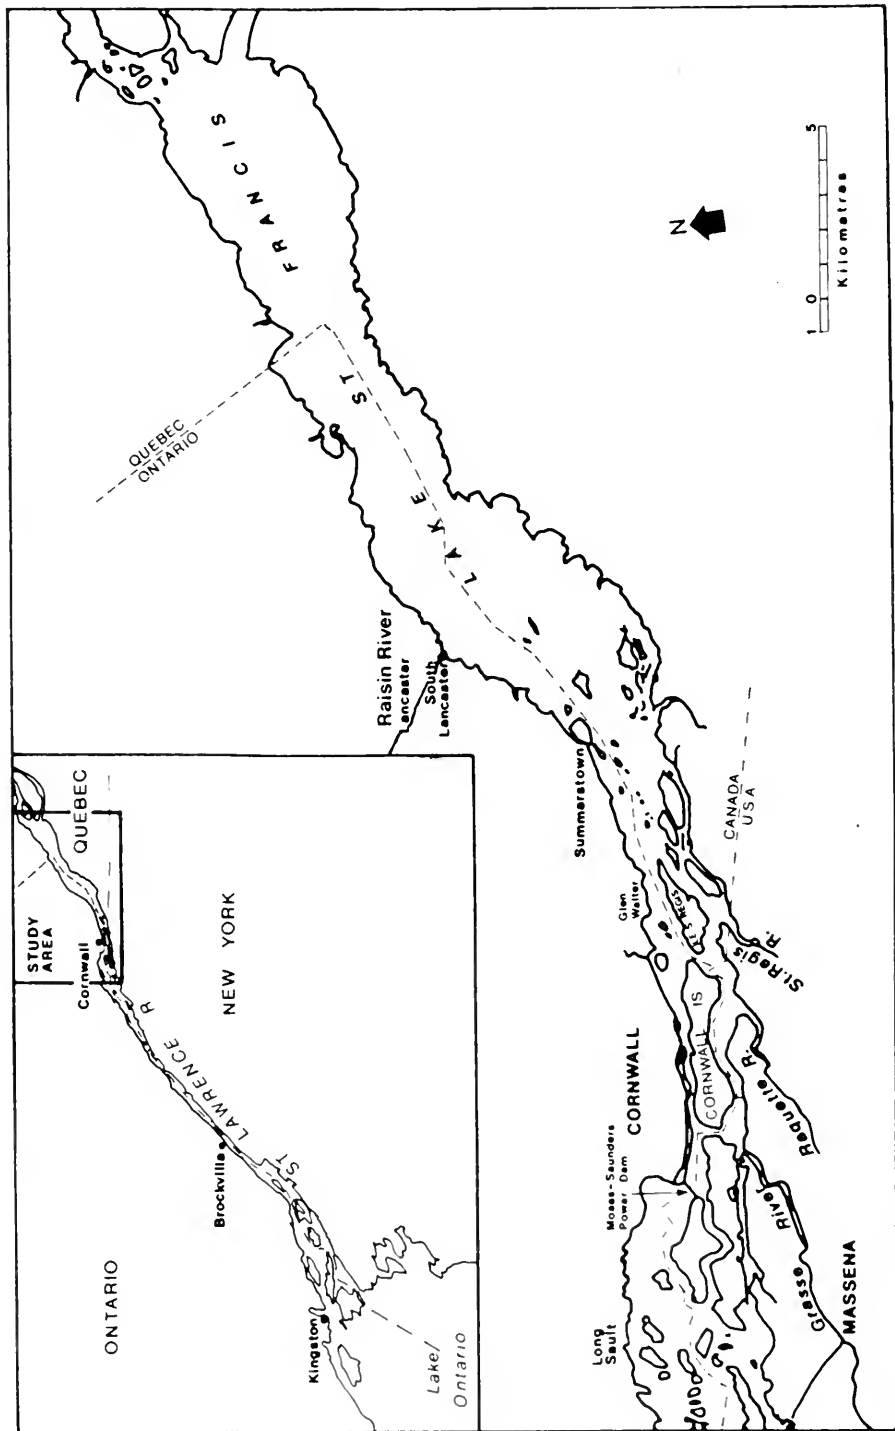 ONTARIO
QUEBEC
STUDY
AREA
Cornwall
NEW YORK
ST LAWRENCE R
Brockville
Kingston
Lake
Ontario
QUEBEC
ONTARIO
LAKE ST FRANCIS
Raisin River
Lancaster
South
Lancaster
Summerstown
Glen
Walter
CORNWALL
CORNWALL IS
ST REGIS
St. Regis R.
CANADA
USA
Raquette R.
Moses-Saunders
Power Dam
Long
Sault
Grasse River
MASSENA
N
1 0 5
Kilometres